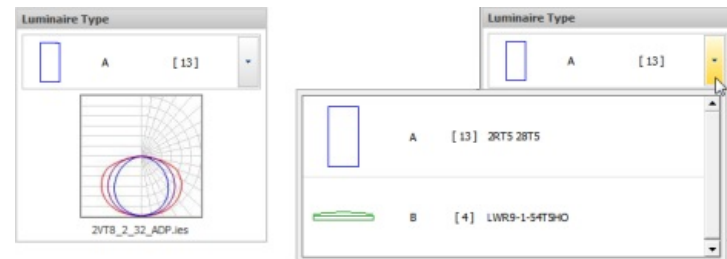 Luminaire Type
A [13]
2VT8_2_32_ADP.ies
Luminaire Type
A [13]
A [13] 2RT5 28T5
B [4] LWR9-1-54T5HO